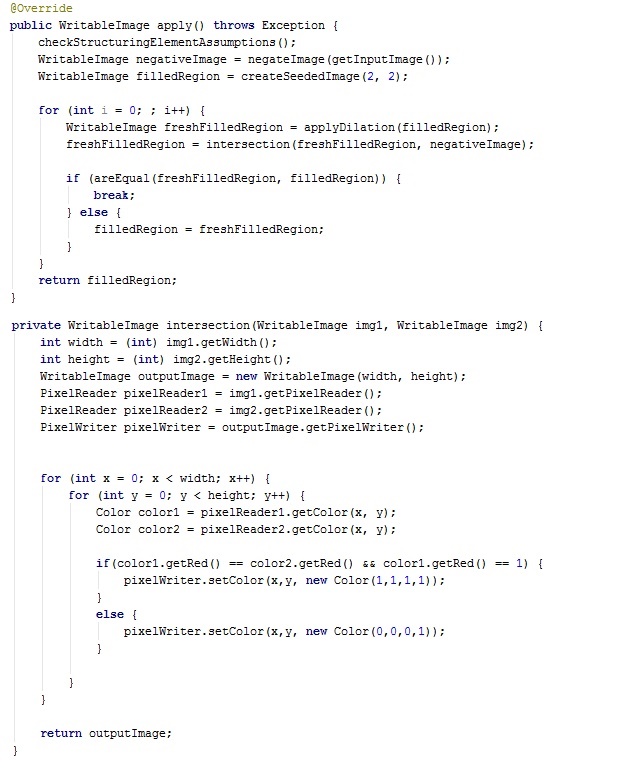 @Override
public WritableImage apply() throws Exception {
    checkStructuringElementAssumptions();
    WritableImage negativeImage = negateImage(getInputImage());
    WritableImage filledRegion = createSeededImage(2, 2);

    for (int i = 0; ; i++) {
        WritableImage freshFilledRegion = applyDilation(filledRegion);
        freshFilledRegion = intersection(freshFilledRegion, negativeImage);

        if (areEqual(freshFilledRegion, filledRegion)) {
            break;
        } else {
            filledRegion = freshFilledRegion;
        }
    }
    return filledRegion;
}

private WritableImage intersection(WritableImage img1, WritableImage img2) {
    int width = (int) img1.getWidth();
    int height = (int) img2.getHeight();
    WritableImage outputImage = new WritableImage(width, height);
    PixelReader pixelReader1 = img1.getPixelReader();
    PixelReader pixelReader2 = img2.getPixelReader();
    PixelWriter pixelWriter = outputImage.getPixelWriter();


    for (int x = 0; x < width; x++) {
        for (int y = 0; y < height; y++) {
            Color color1 = pixelReader1.getColor(x, y);
            Color color2 = pixelReader2.getColor(x, y);

            if(color1.getRed() == color2.getRed() && color1.getRed() == 1) {
                pixelWriter.setColor(x,y, new Color(1,1,1,1));
            }
            else {
                pixelWriter.setColor(x,y, new Color(0,0,0,1));
            }

        }
    }

    return outputImage;
}